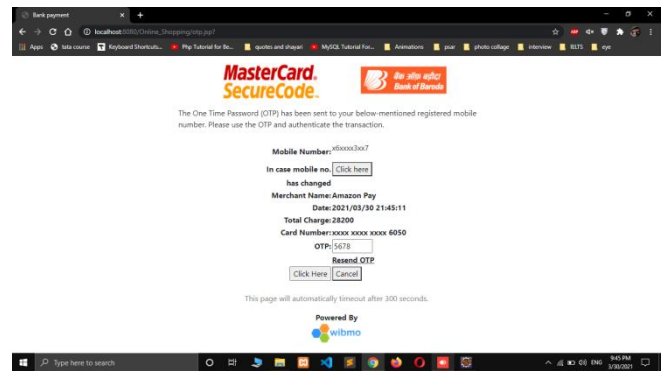 Bank payment
localhost:8080/Online_Shopping/otp.jsp?
Apps tata course Keyboard Shortcuts... Php Tutorial for Be... quotes and shayari MySQL Tutorial For... Animations psar photo collage interview IELTS eye
MasterCard.
SecureCode.
बैंक ऑफ़ बड़ौदा
Bank of Baroda
The One Time Password (OTP) has been sent to your below-mentioned registered mobile
number. Please use the OTP and authenticate the transaction.
Mobile Number: x6xxxx3xx7
In case mobile no. Click here
has changed
Merchant Name: Amazon Pay
Date: 2021/03/30 21:45:11
Total Charge: 28200
Card Number: xxxx xxxx xxxx 6050
OTP: 5678
Resend OTP
Click Here Cancel
This page will automatically timeout after 300 seconds.
Powered By
wibmo
Type here to search
ENG
9:45 PM
3/30/2021